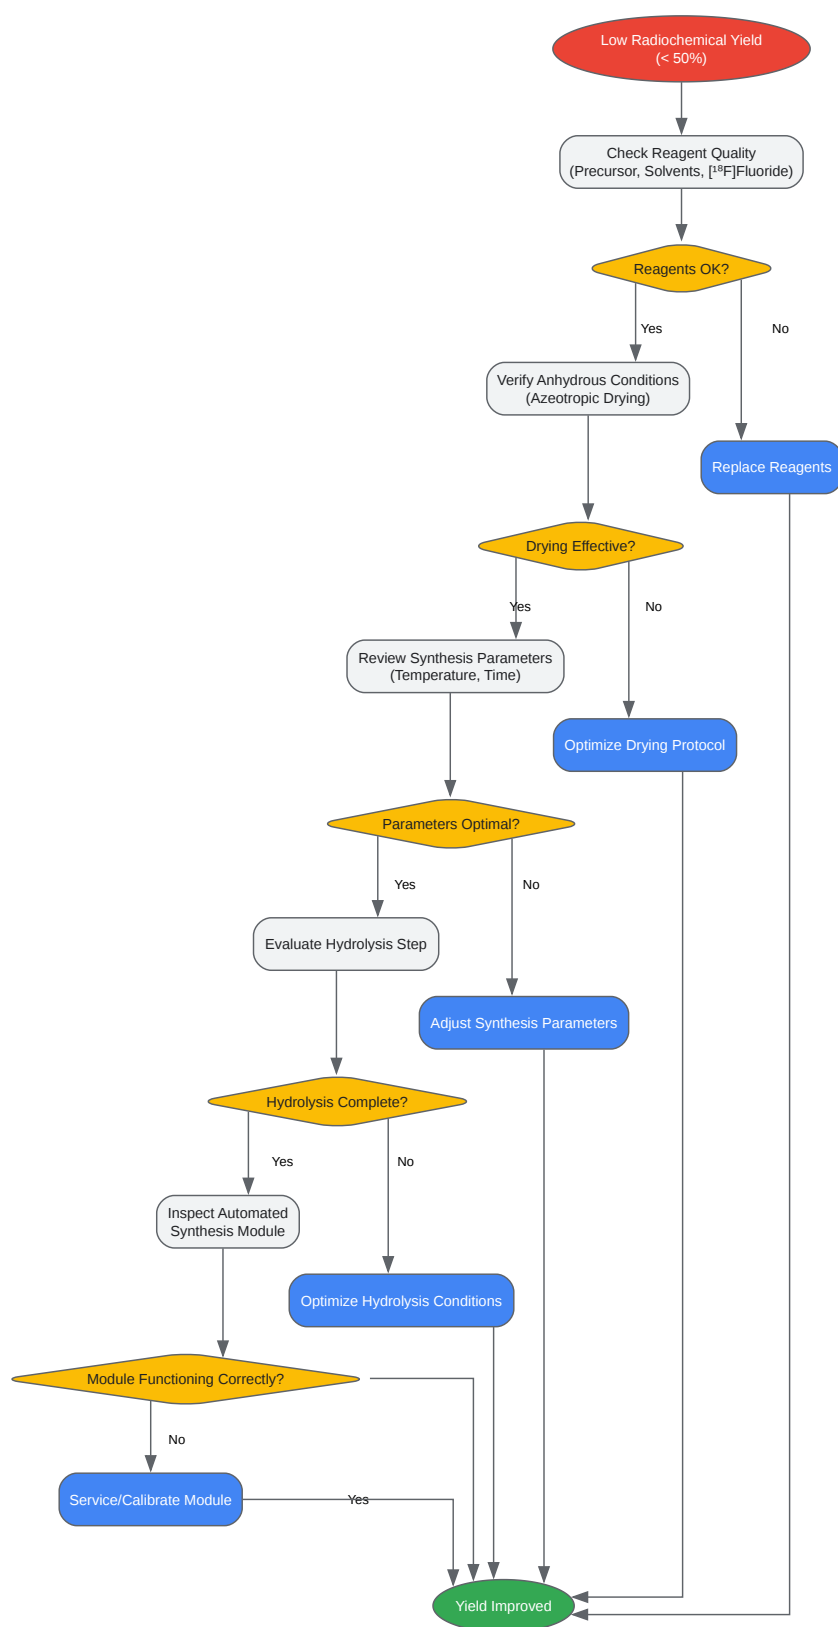 Low Radiochemical Yield
(< 50%)
Check Reagent Quality
(Precursor, Solvents, [¹⁸F]Fluoride)
Reagents OK?
Yes
No
Verify Anhydrous Conditions
(Azeotropic Drying)
Replace Reagents
Drying Effective?
Yes
No
Review Synthesis Parameters
(Temperature, Time)
Optimize Drying Protocol
Parameters Optimal?
Yes
No
Evaluate Hydrolysis Step
Adjust Synthesis Parameters
Hydrolysis Complete?
Yes
No
Inspect Automated
Synthesis Module
Optimize Hydrolysis Conditions
Module Functioning Correctly?
No
Service/Calibrate Module
Yes
Yield Improved